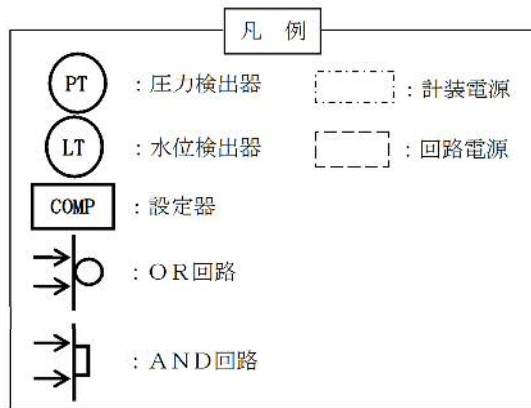 凡 例
PT :圧力検出器
:計装電源
LT :水位検出器
:回路電源
COMP :設定器
:OR回路
:AND回路